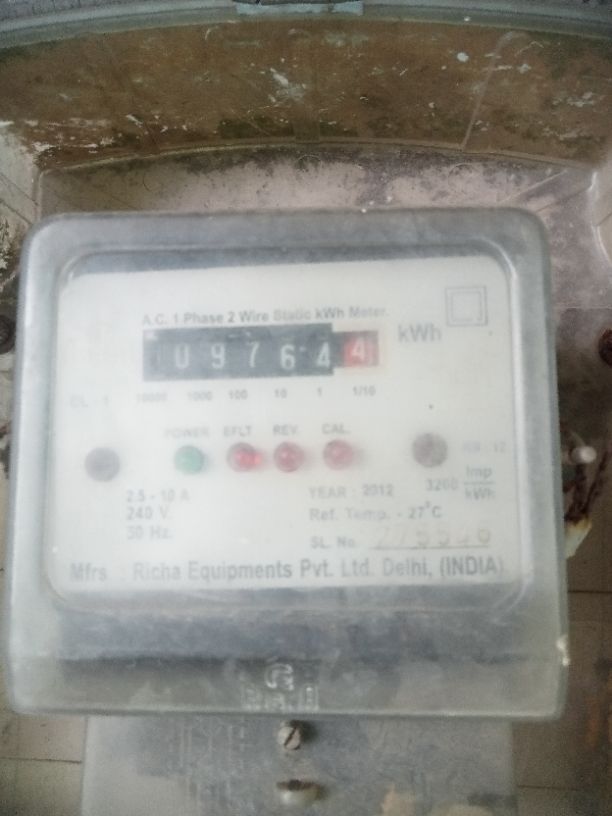 A.C. 1 Phase 2 Wire Static kWh Meter.
0 9 7 6 4 4 kWh
CL. 1 10000 1000 100 10 1 1/10
POWER EFLT REV. CAL.
2.5 - 10 A YEAR : 2012 3200 Imp/kWh
240 V. Ref. Temp. - 27°C
50 Hz. SL. No.
Mfrs : Richa Equipments Pvt. Ltd. Delhi, (INDIA)